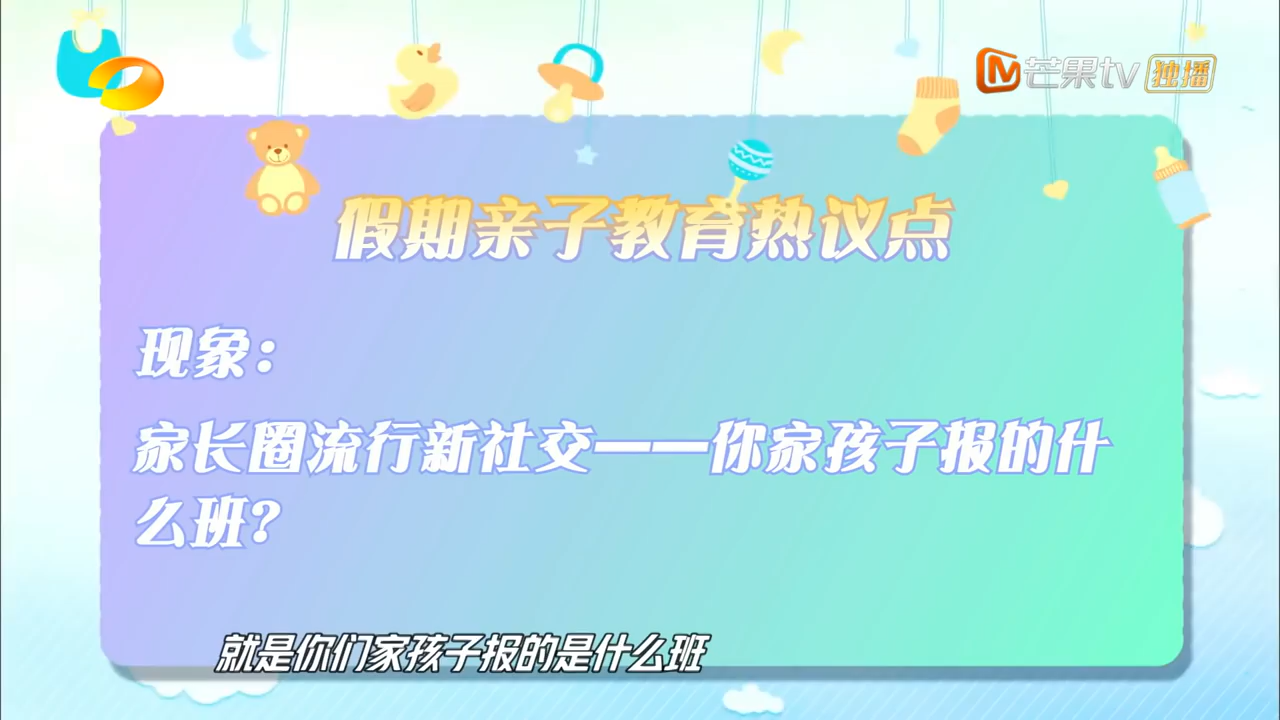 芒果tv 独播
假期亲子教育热议点
现象：
家长圈流行新社交——你家孩子报的什
么班？
就是你们家孩子报的是什么班